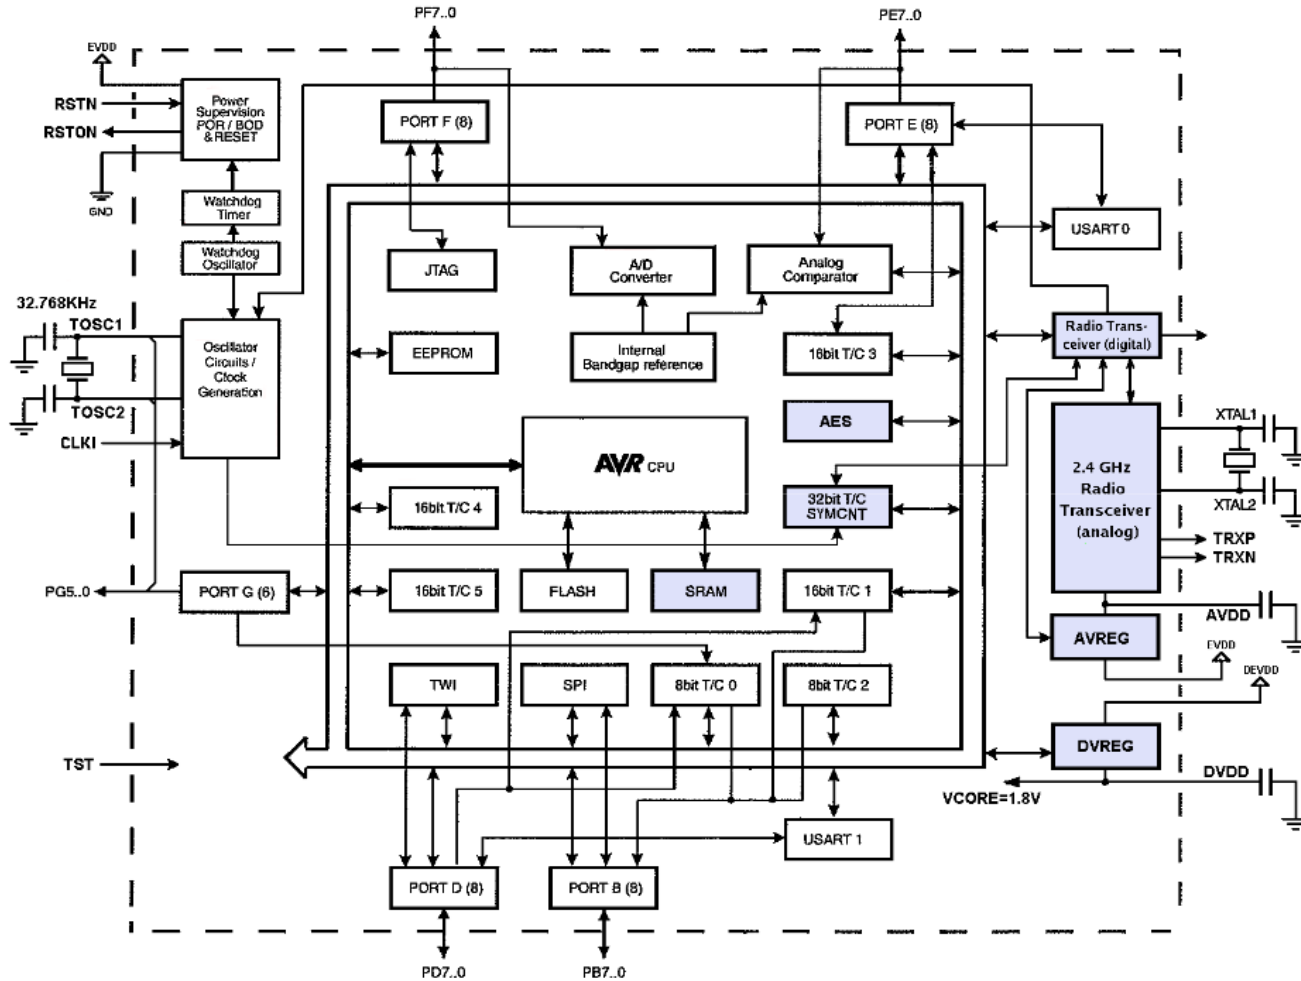 PF7..0
PE7..0
EVDD
RSTN
RSTON
GND
Power
Supervision
POR / BOD
& RESET
PORT F (8)
PORT E (8)
Watchdog
Timer
Watchdog
Oscillator
USART 0
JTAG
A/D
Converter
Analog
Comparator
32.768KHz
TOSC1
TOSC2
CLKI
Oscillator
Circuits /
Clock
Generation
EEPROM
Internal
Bandgap reference
16bit T/C 3
Radio Trans-
ceiver (digital)
AES
AVR CPU
XTAL1
XTAL2
2.4 GHz
Radio
Transceiver
(analog)
16bit T/C 4
32bit T/C
SYMCNT
TRXP
TRXN
PG5..0
PORT G (6)
16bit T/C 5
FLASH
SRAM
16bit T/C 1
AVDD
AVREG
EVDD
DEVDD
TWI
SPI
8bit T/C 0
8bit T/C 2
TST
DVREG
DVDD
VCORE=1.8V
USART 1
PORT D (8)
PORT B (8)
PD7..0
PB7..0